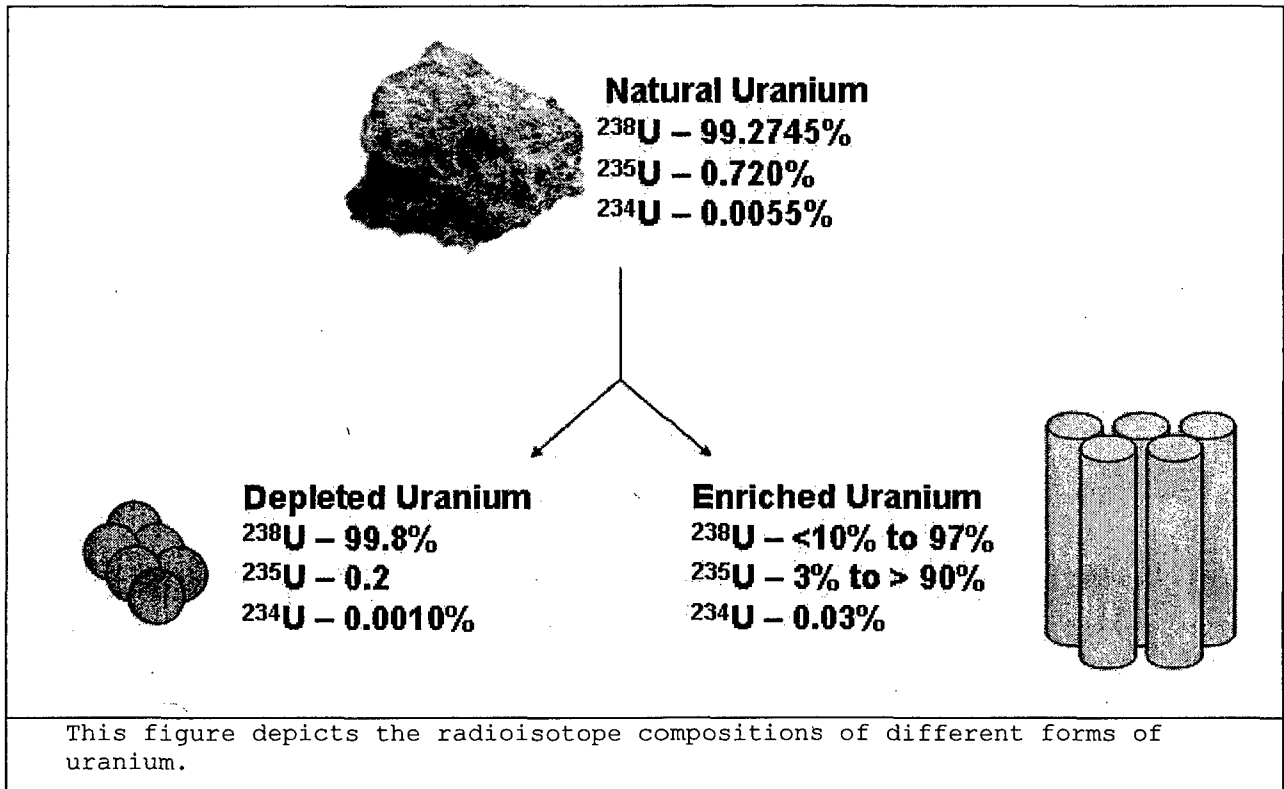 Natural Uranium
²³⁸U – 99.2745%
²³⁵U – 0.720%
²³⁴U – 0.0055%
Depleted Uranium
²³⁸U – 99.8%
²³⁵U – 0.2
²³⁴U – 0.0010%
Enriched Uranium
²³⁸U – <10% to 97%
²³⁵U – 3% to > 90%
²³⁴U – 0.03%
This figure depicts the radioisotope compositions of different forms of
uranium.